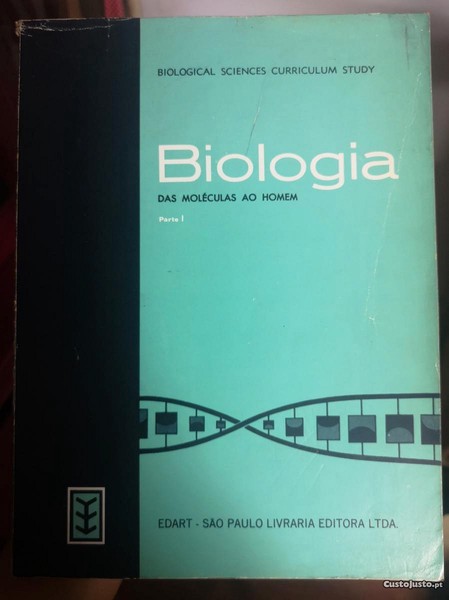 BIOLOGICAL SCIENCES CURRICULUM STUDY
Biologia
DAS MOLÉCULAS AO HOMEM
Parte I
EDART - SÃO PAULO LIVRARIA EDITORA LTDA.
CustoJusto.pt